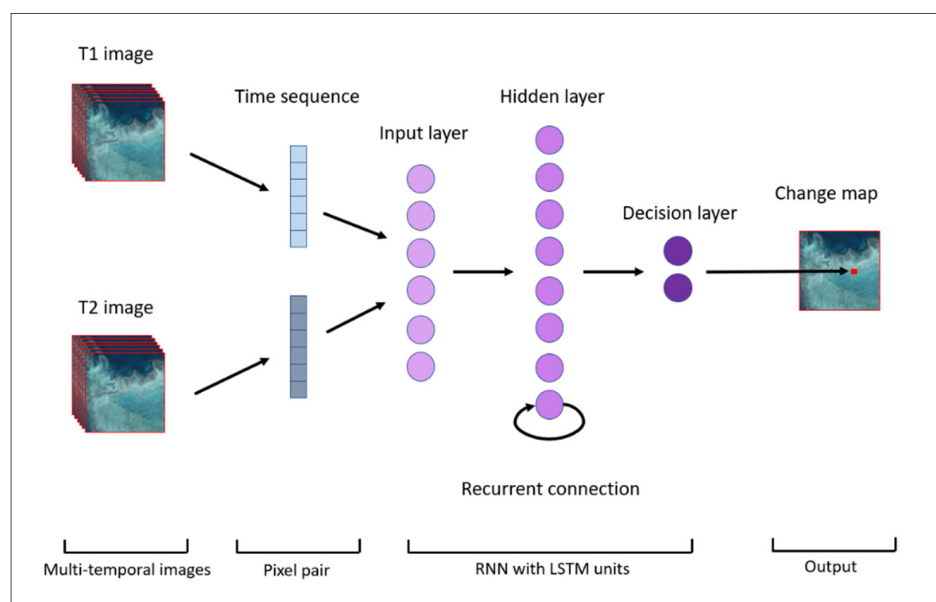 T1 image
Time sequence
Hidden layer
Input layer
Decision layer
Change map
T2 image
Recurrent connection
Multi-temporal images
Pixel pair
RNN with LSTM units
Output